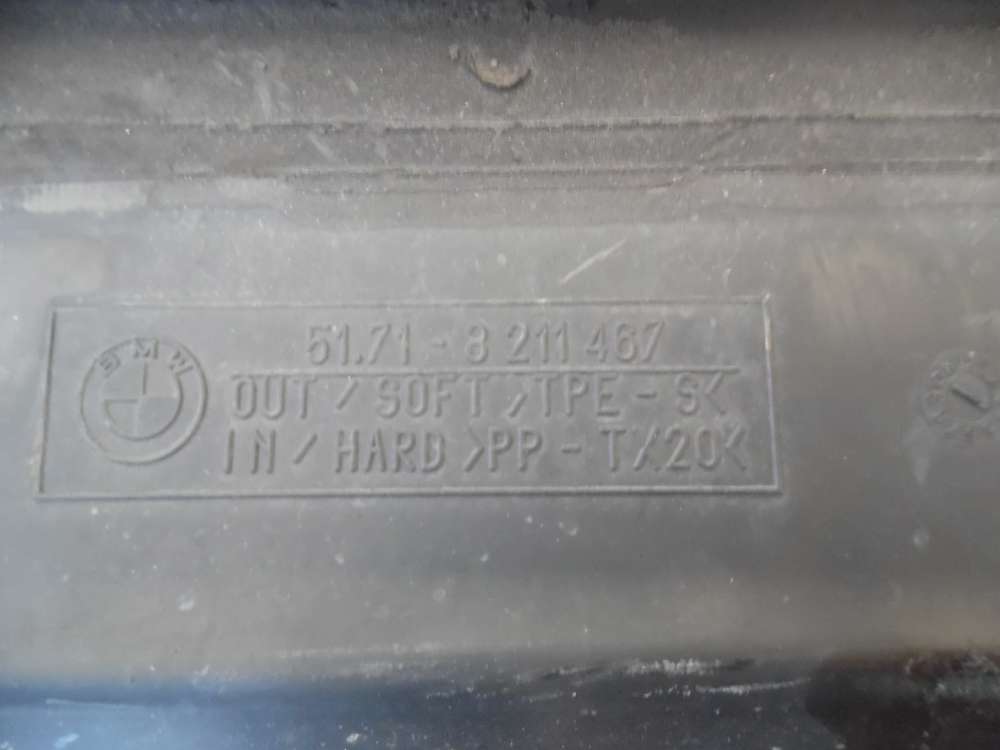 BMW
51.71 - 8 211 467
OUT / SOFT >TPE - S<
IN / HARD >PP - TX20<